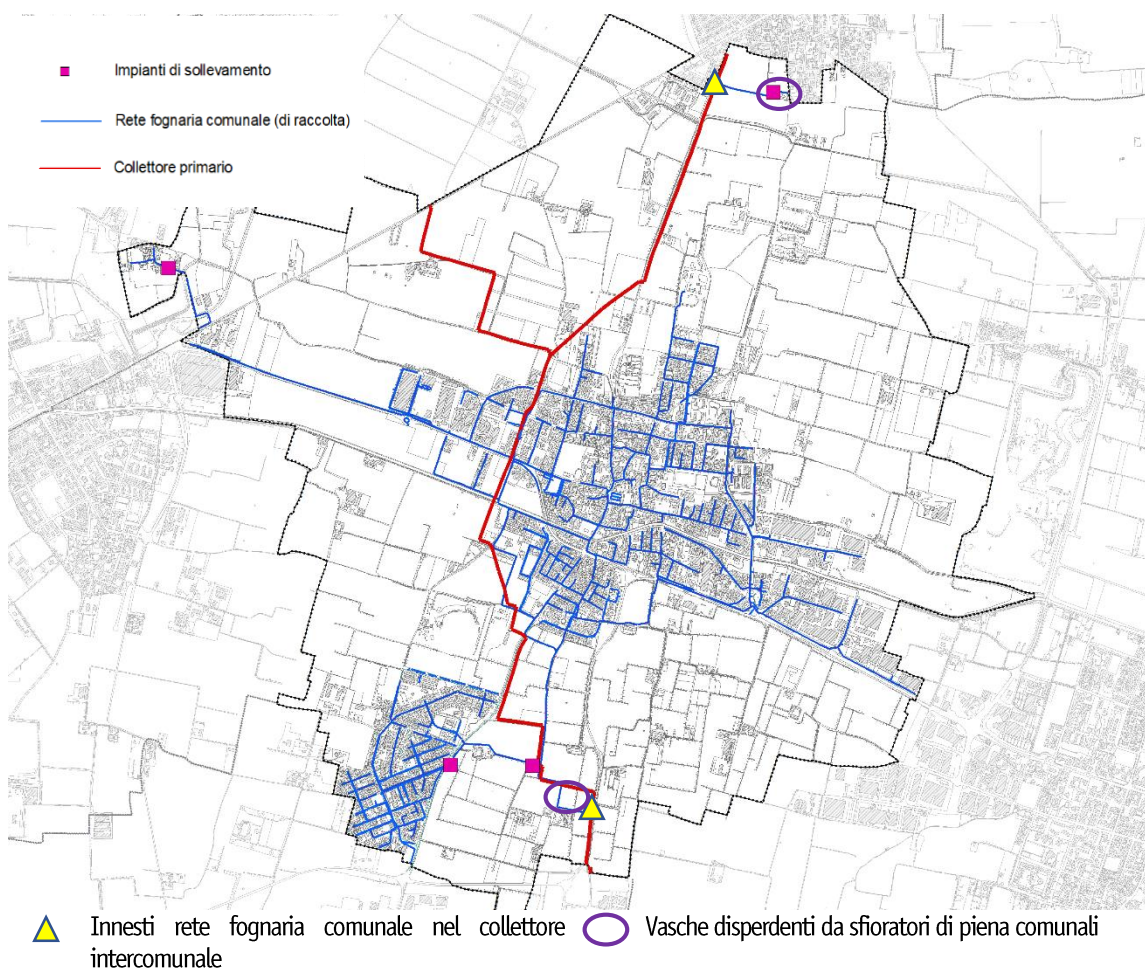 Impianti di sollevamento
Rete fognaria comunale (di raccolta)
Collettore primario
Innesti rete fognaria comunale nel collettore
intercomunale
Vasche disperdenti da sfioratori di piena comunali